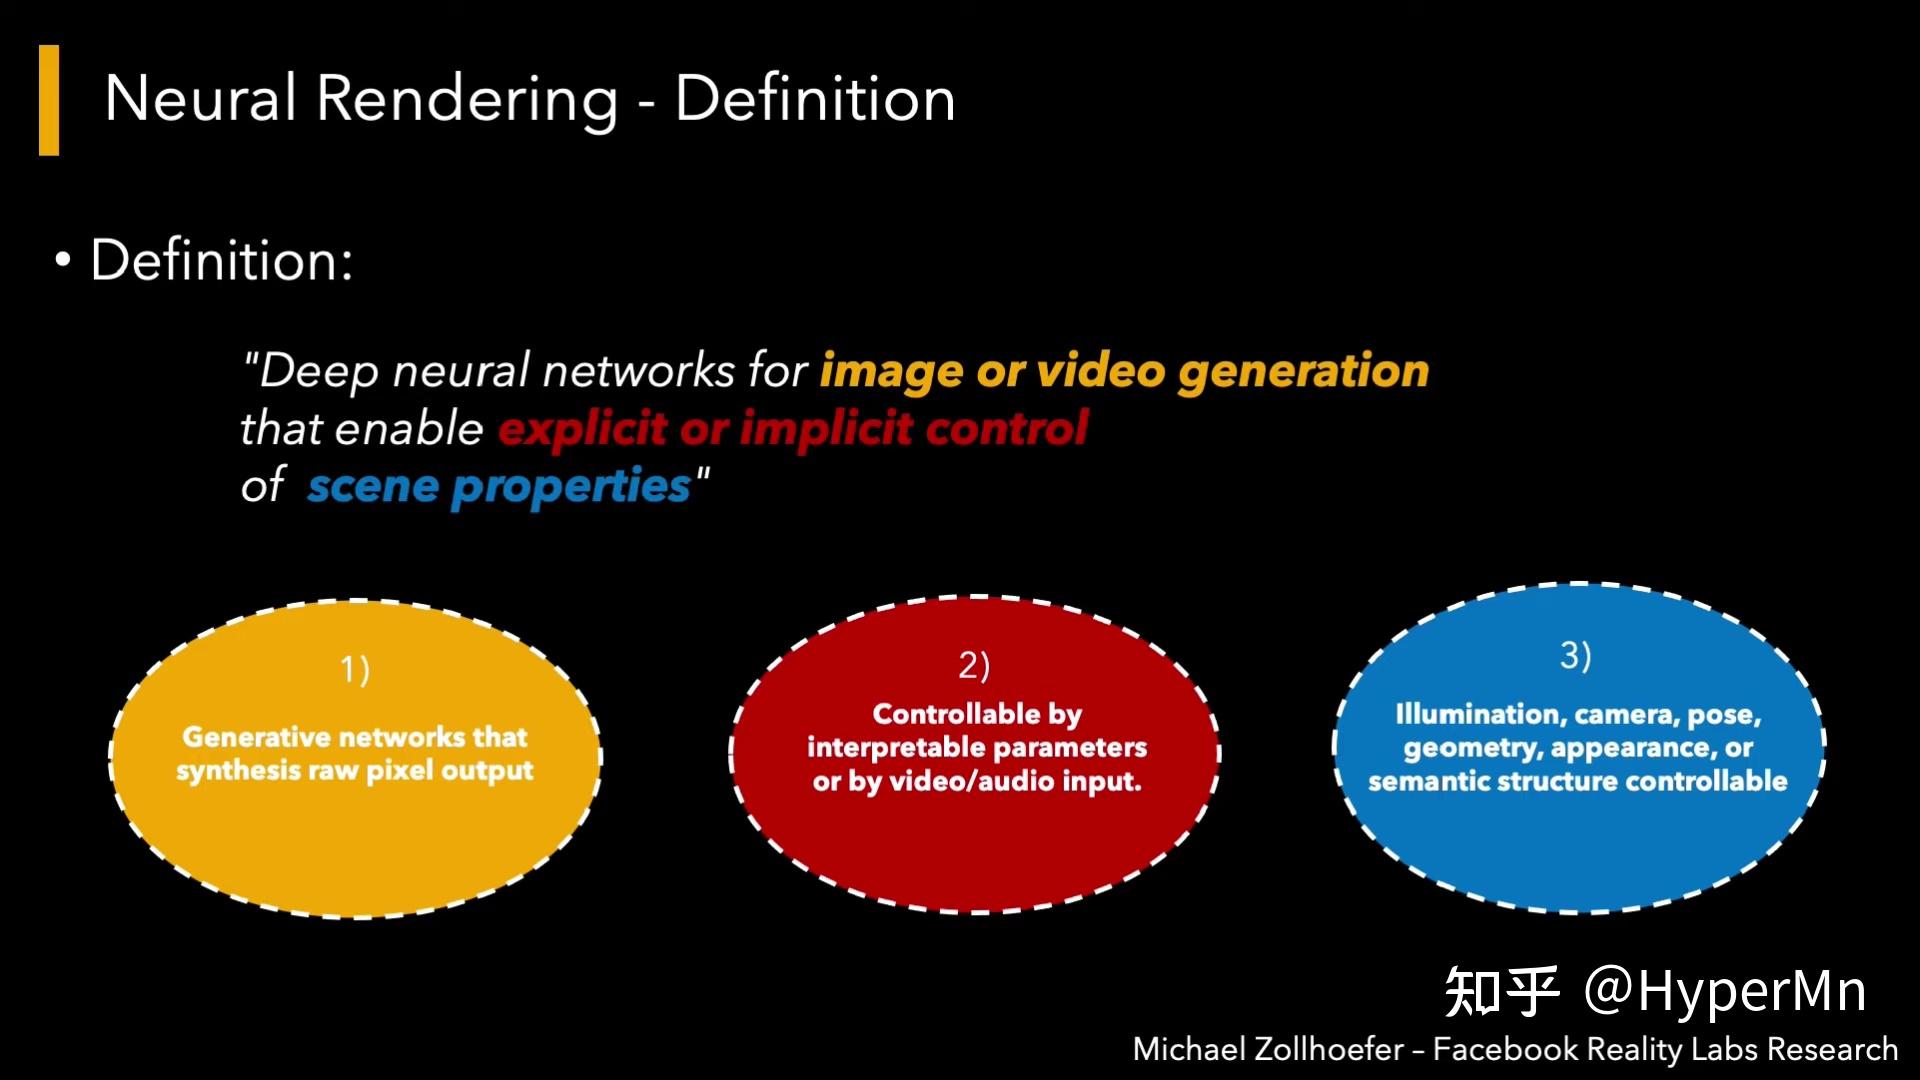 Neural Rendering - Definition
• Definition:
"Deep neural networks for image or video generation
that enable explicit or implicit control
of scene properties"
1)
Generative networks that
synthesis raw pixel output
2)
Controllable by
interpretable parameters
or by video/audio input.
3)
Illumination, camera, pose,
geometry, appearance, or
semantic structure controllable
知乎 @HyperMn
Michael Zollhoefer – Facebook Reality Labs Research